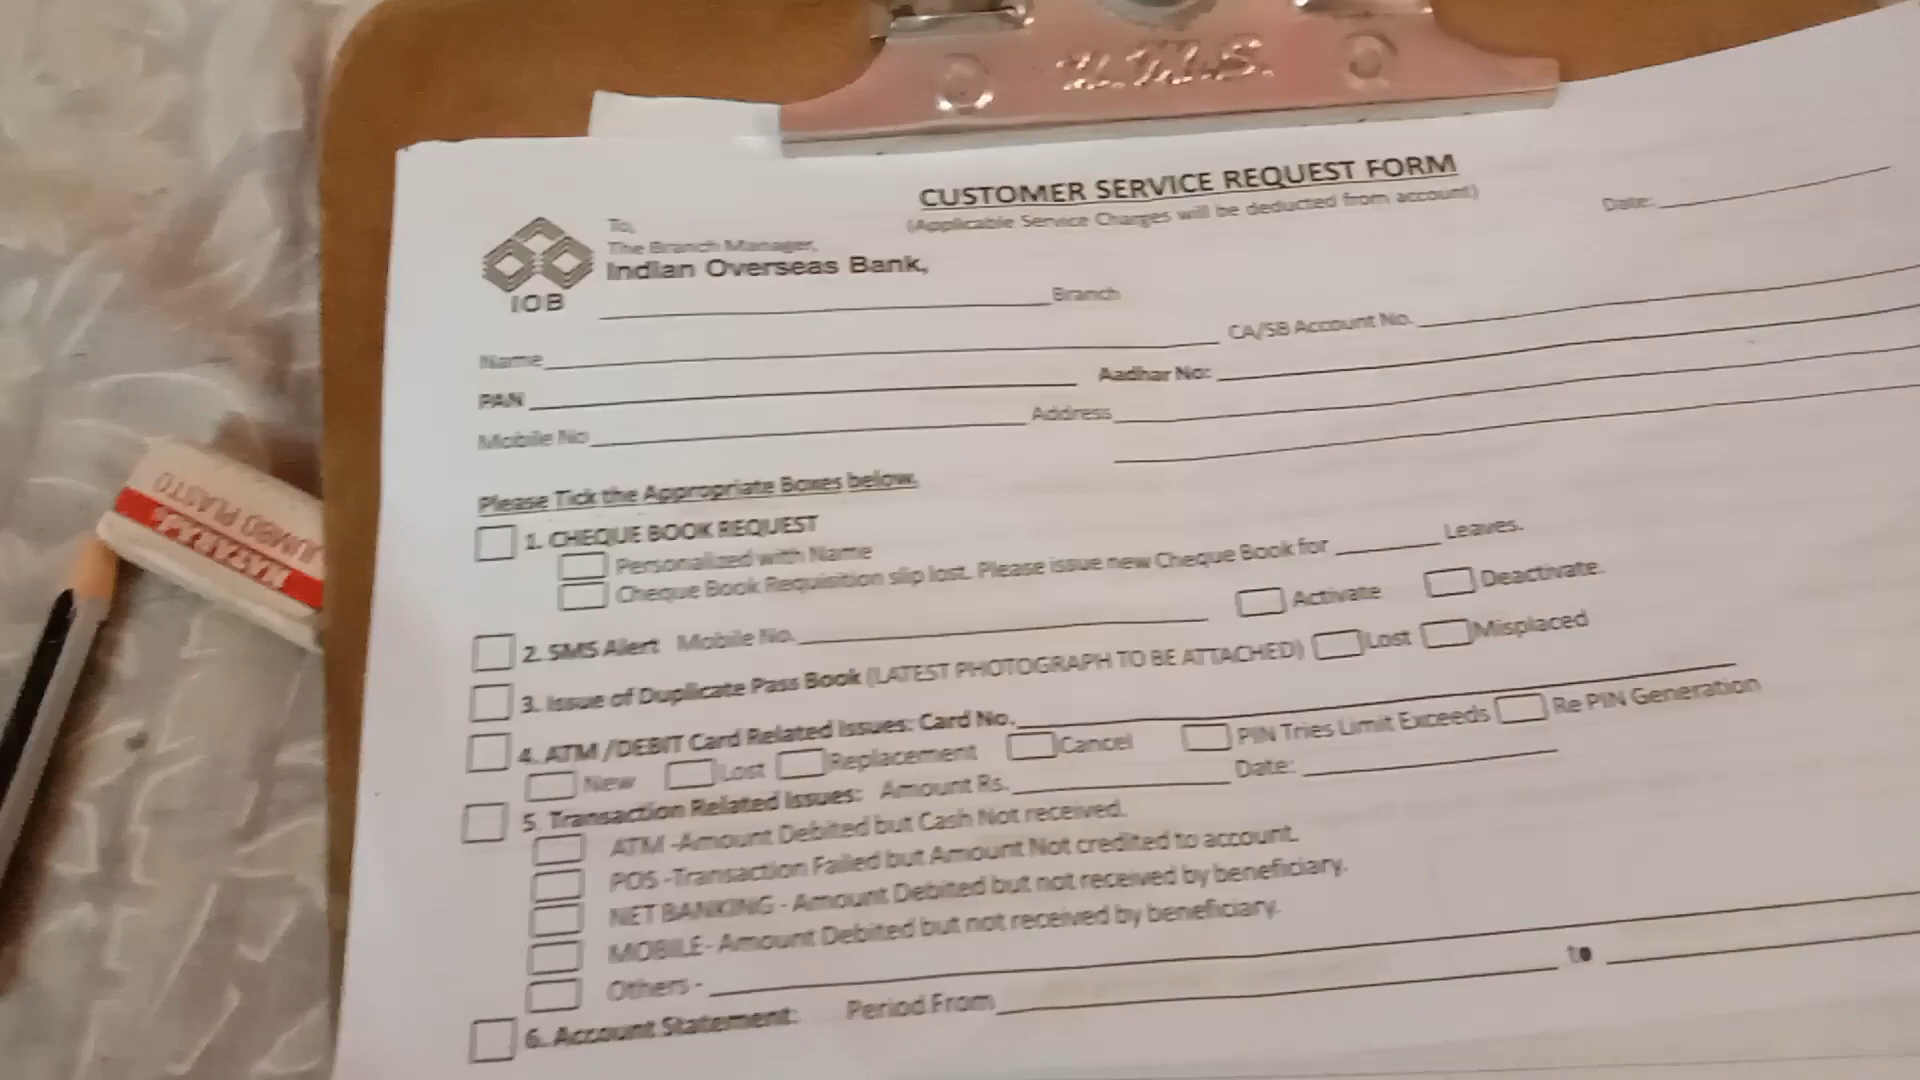 U.M.S.
CUSTOMER SERVICE REQUEST FORM
(Applicable Service Charges will be deducted from account)
Date:
To,
The Branch Manager,
Indian Overseas Bank,
IOB
Branch
Name CA/SB Account No.
PAN Aadhar No:
Mobile No Address
Please Tick the Appropriate Boxes below.
1. CHEQUE BOOK REQUEST
Personalized with Name
Cheque Book Requisition slip lost. Please issue new Cheque Book for Leaves.
2. SMS Alert Mobile No. Activate Deactivate.
3. Issue of Duplicate Pass Book (LATEST PHOTOGRAPH TO BE ATTACHED) Lost Misplaced
4. ATM /DEBIT Card Related Issues: Card No.
New Lost Replacement Cancel PIN Tries Limit Exceeds Re PIN Generation
5. Transaction Related Issues: Amount Rs. Date:
ATM -Amount Debited but Cash Not received.
POS -Transaction Failed but Amount Not credited to account.
NET BANKING - Amount Debited but not received by beneficiary.
MOBILE- Amount Debited but not received by beneficiary.
Others -
6. Account Statement: Period From to
NATARAJ
JUMBO PLASTO